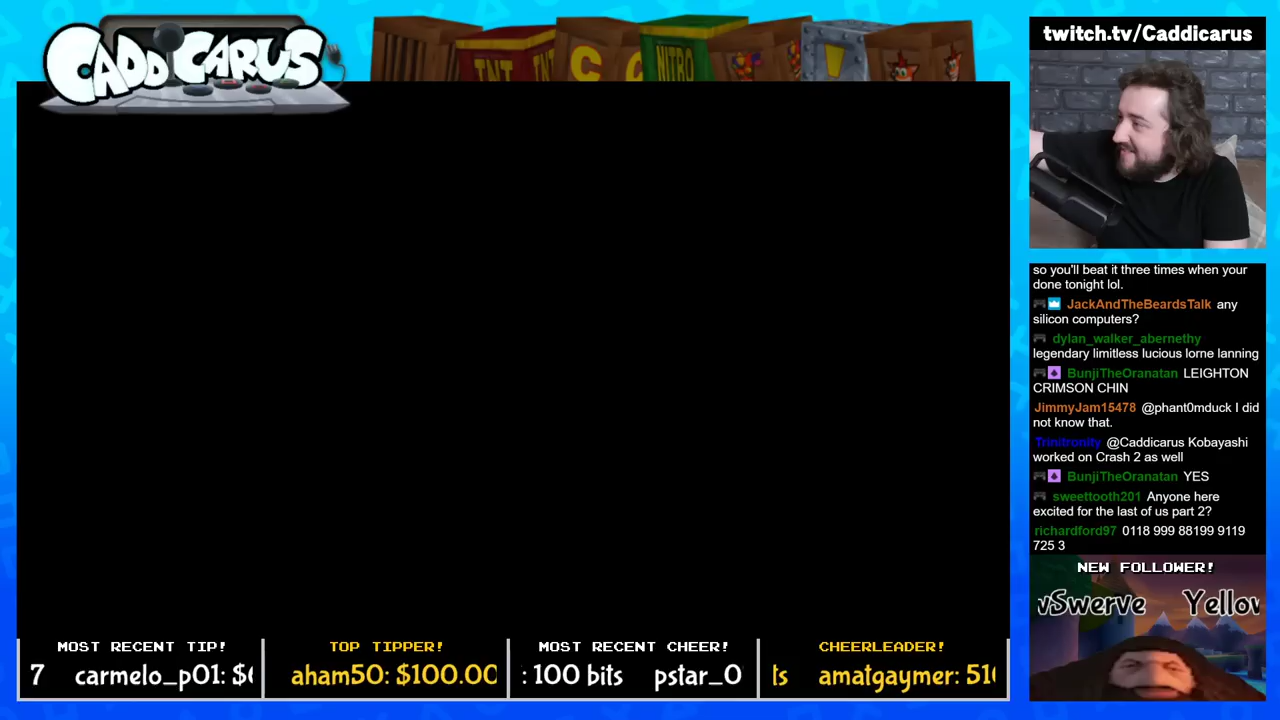 CADDICARUS
TNT
C
NITRO
twitch.tv/Caddicarus
so you'll beat it three times when your
done tonight lol.
JackAndTheBeardsTalk any
silicon computers?
dylan_walker_abernethy
legendary limitless lucious lorne lanning
BunjiTheOranatan LEIGHTON
CRIMSON CHIN
JimmyJam15478 @phant0mduck I did
not know that.
Trinitronity @Caddicarus Kobayashi
worked on Crash 2 as well
BunjiTheOranatan YES
sweettooth201 Anyone here
excited for the last of us part 2?
richardford97 0118 999 88199 9119
725 3
NEW FOLLOWER!
vSwerve Yellow
MOST RECENT TIP!
7 carmelo_p01: $
TOP TIPPER!
aham50: $100.00
MOST RECENT CHEER!
: 100 bits pstar_0
CHEERLEADER!
ts amatgaymer: 51